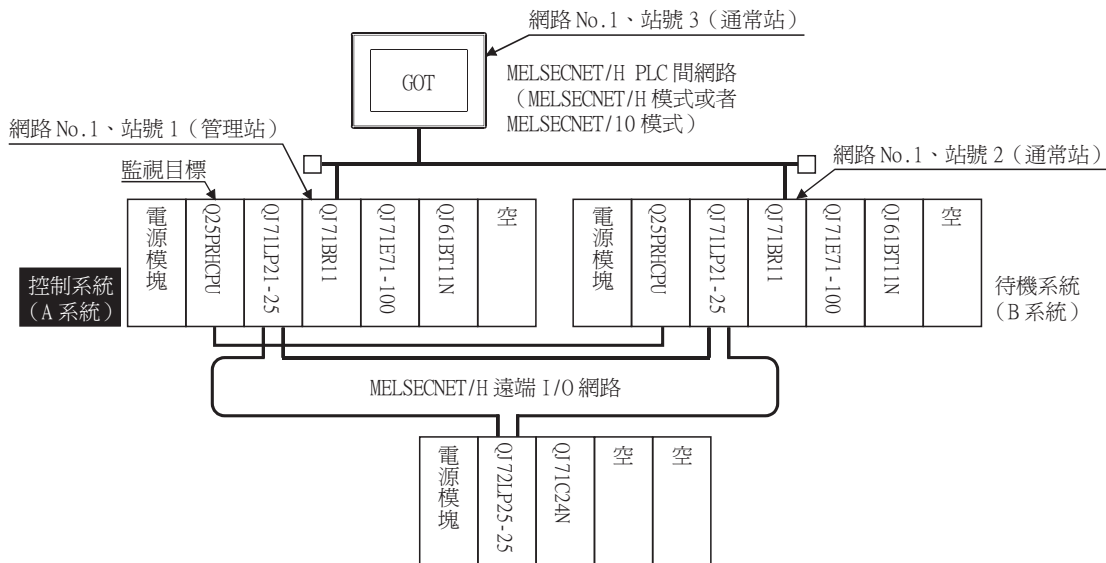 網路 No.1、站號 3（通常站）
GOT
MELSECNET/H PLC 間網路
（MELSECNET/H 模式或者
MELSECNET/10 模式）
網路 No.1、站號 1（管理站）
網路 No.1、站號 2（通常站）
監視目標
電源模塊
Q25PRHCPU
QJ71LP21-25
QJ71BR11
QJ71E71-100
QJ61BT11N
空
電源模塊
Q25PRHCPU
QJ71LP21-25
QJ71BR11
QJ71E71-100
QJ61BT11N
空
控制系統
（A 系統）
待機系統
（B 系統）
MELSECNET/H 遠端 I/O 網路
電源模塊
QJ72LP25-25
QJ71C24N
空
空